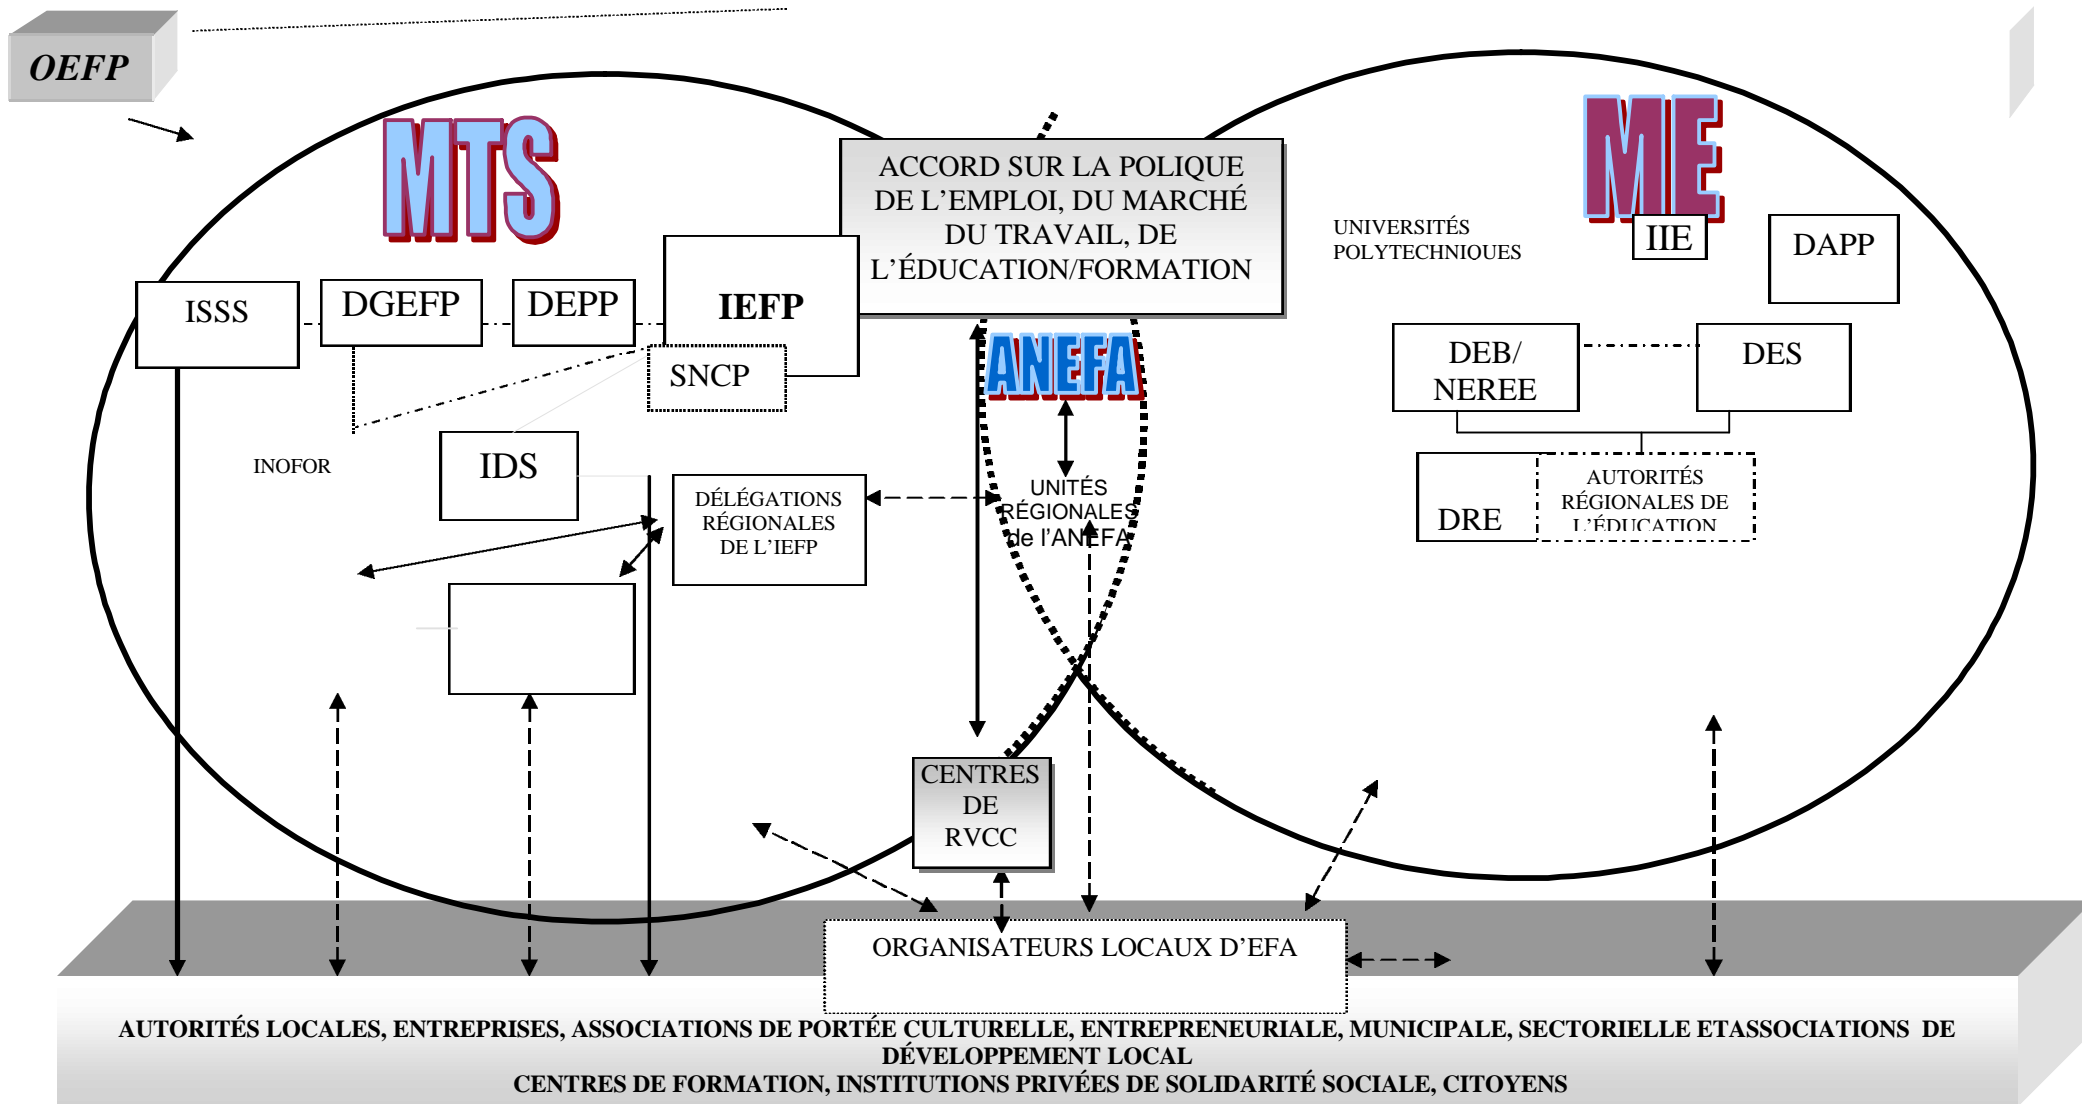 OEFP
MTS
ME
ACCORD SUR LA POLIQUE
DE L’EMPLOI, DU MARCHÉ
DU TRAVAIL, DE
L’ÉDUCATION/FORMATION
UNIVERSITÉS
POLYTECHNIQUES
IIE
DAPP
ISSS
DGEFP
DEPP
IEFP
SNCP
ANEFA
DEB/
NEREE
DES
INOFOR
IDS
DÉLÉGATIONS
RÉGIONALES
DE L’IEFP
UNITÉS
RÉGIONALES
de l’ANEFA
DRE
AUTORITÉS
RÉGIONALES DE
L’ÉDUCATION
CENTRES
DE
RVCC
ORGANISATEURS LOCAUX D’EFA
AUTORITÉS LOCALES, ENTREPRISES, ASSOCIATIONS DE PORTÉE CULTURELLE, ENTREPRENEURIALE, MUNICIPALE, SECTORIELLE ETASSOCIATIONS DE
DÉVELOPPEMENT LOCAL
CENTRES DE FORMATION, INSTITUTIONS PRIVÉES DE SOLIDARITÉ SOCIALE, CITOYENS